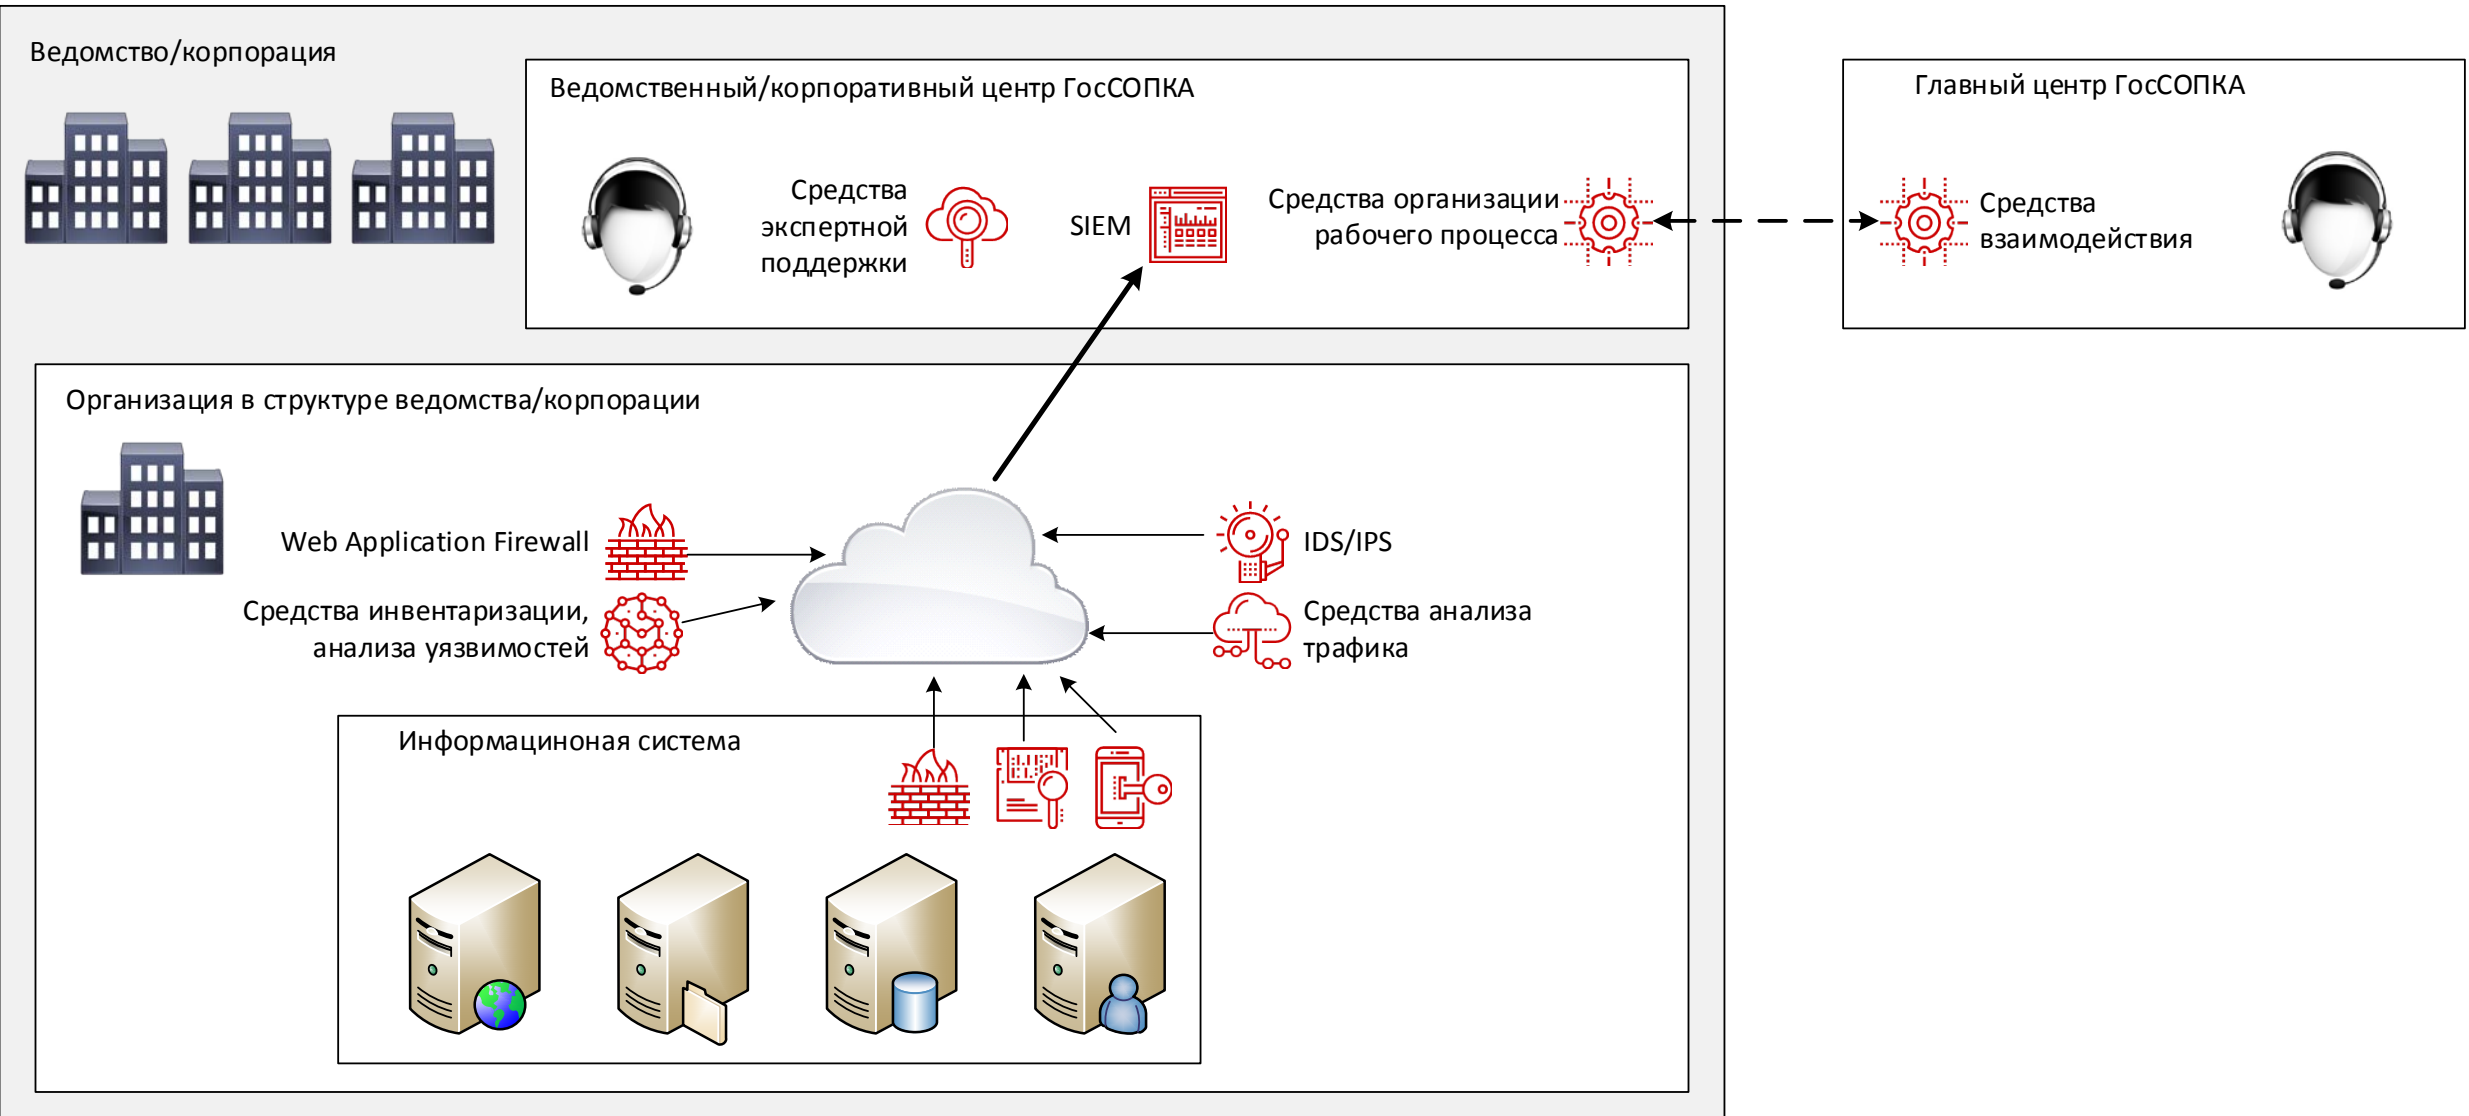 Ведомство/корпорация
Ведомственный/корпоративный центр ГосСОПКА
Главный центр ГосСОПКА
Средства
экспертной
поддержки
SIEM
Средства организации
рабочего процесса
Средства
взаимодействия
Организация в структуре ведомства/корпорации
Web Application Firewall
IDS/IPS
Средства инвентаризации,
анализа уязвимостей
Средства анализа
трафика
Информациноная система